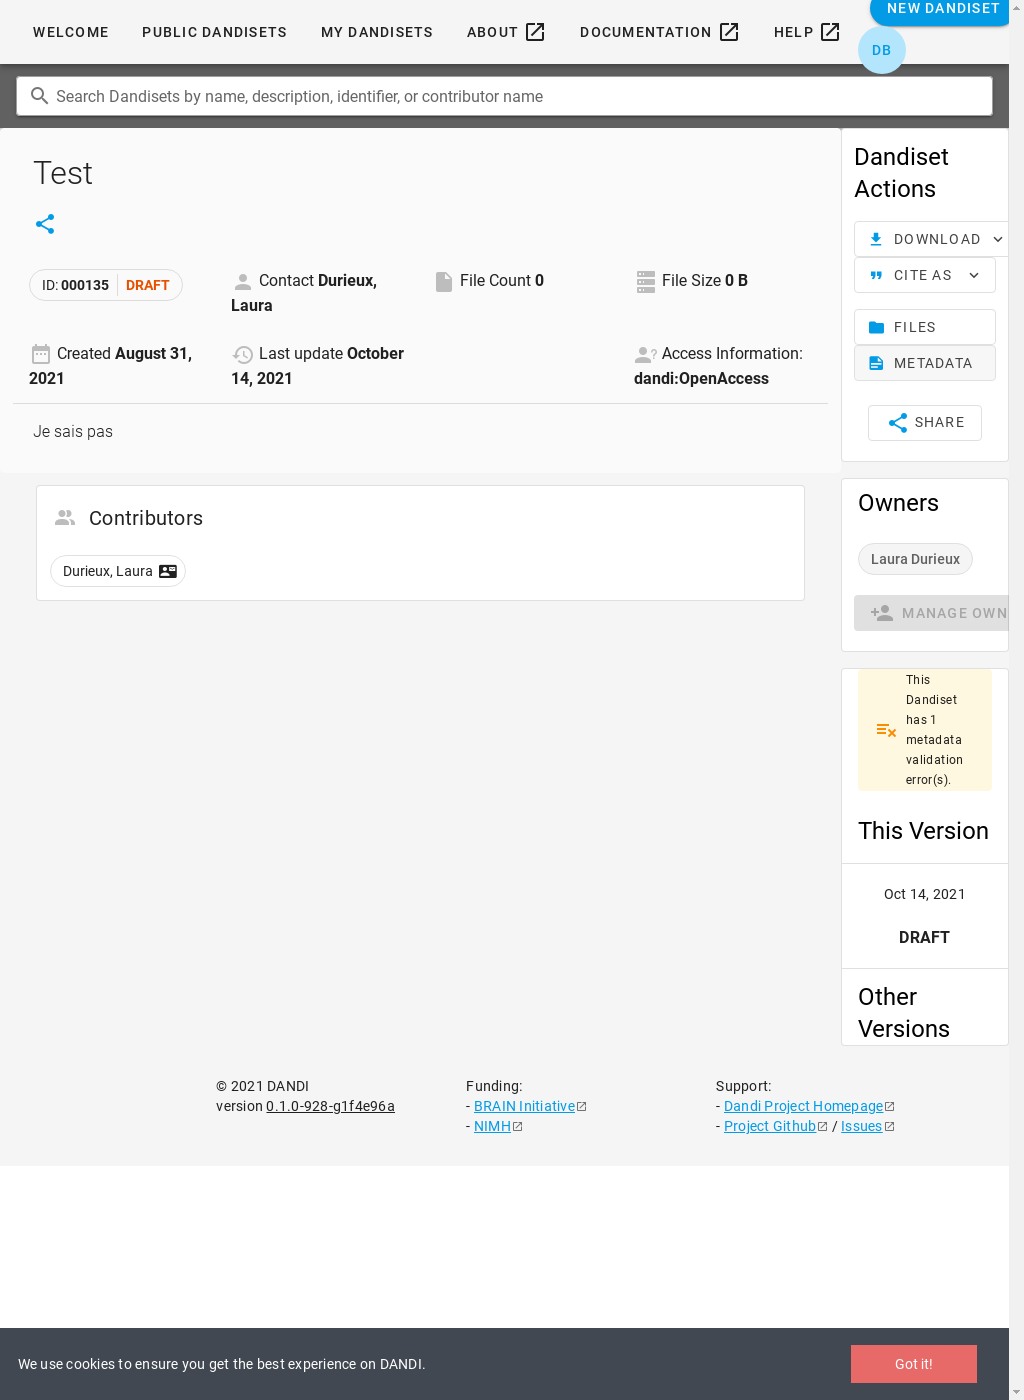 WELCOME
PUBLIC DANDISETS
MY DANDISETS
ABOUT
DOCUMENTATION
HELP
NEW DANDISET
DB
Search Dandisets by name, description, identifier, or contributor name
Test
ID: 000135 DRAFT
Contact Durieux,
Laura
File Count 0
File Size 0 B
Created August 31,
2021
Last update October
14, 2021
Access Information:
dandi:OpenAccess
Je sais pas
Contributors
Durieux, Laura
Dandiset
Actions
DOWNLOAD
CITE AS
FILES
METADATA
SHARE
Owners
Laura Durieux
MANAGE OWN
This
Dandiset
has 1
metadata
validation
error(s).
This Version
Oct 14, 2021
DRAFT
Other
Versions
© 2021 DANDI
version 0.1.0-928-g1f4e96a
Funding:
- BRAIN Initiative
- NIMH
Support:
- Dandi Project Homepage
- Project Github / Issues
We use cookies to ensure you get the best experience on DANDI.
Got it!